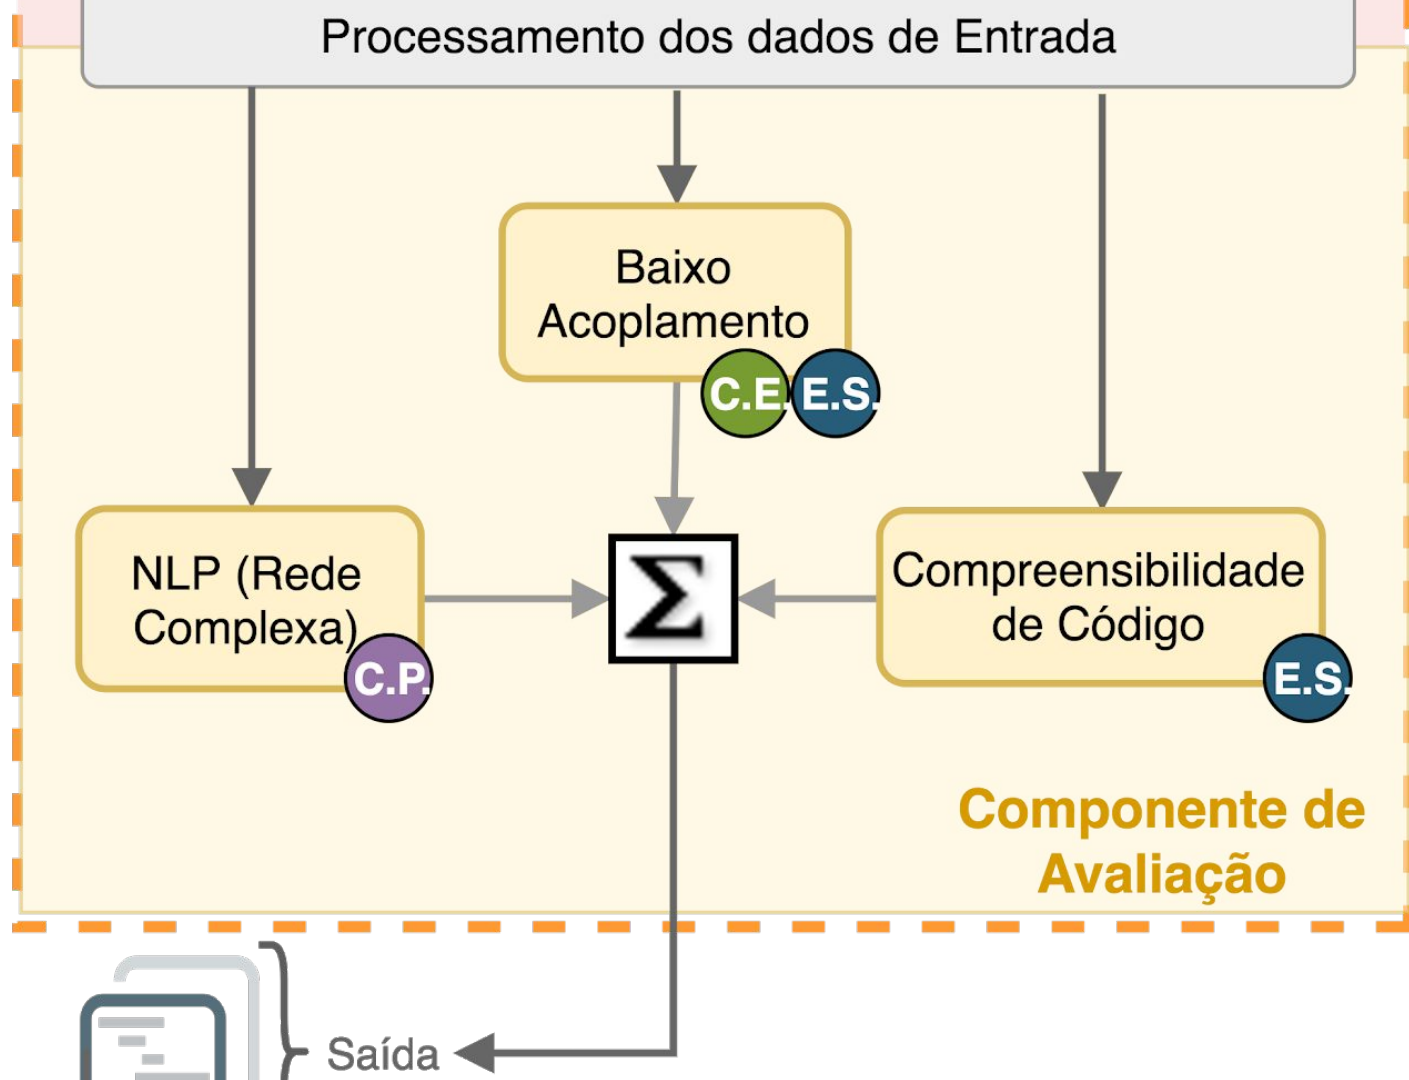 Processamento dos dados de Entrada
Baixo
Acoplamento
C.E.
E.S.
NLP (Rede
Complexa)
C.P.
Σ
Compreensibilidade
de Código
E.S.
Componente de
Avaliação
Saída